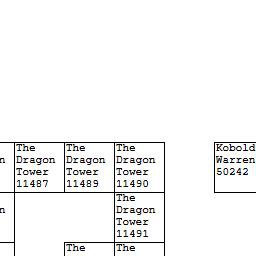 The
Dragon
Tower
11487
The
Dragon
Tower
11489
The
Dragon
Tower
11490
Kobold
Warren
50242
n
The
Dragon
Tower
11491
n
The
The